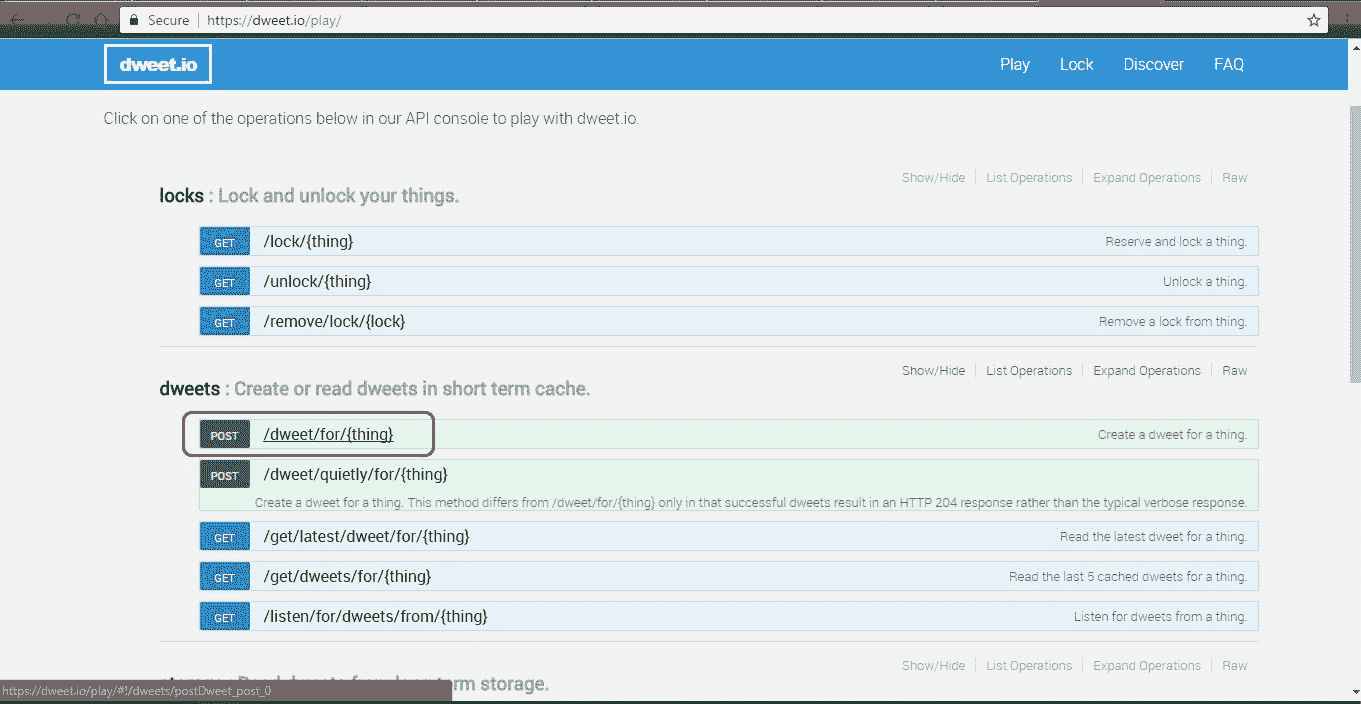 Secure https://dweet.io/play/
dweet.io Play Lock Discover FAQ
Click on one of the operations below in our API console to play with dweet.io.
Show/Hide List Operations Expand Operations Raw
locks : Lock and unlock your things.
GET /lock/{thing} Reserve and lock a thing.
GET /unlock/{thing} Unlock a thing.
GET /remove/lock/{lock} Remove a lock from thing.
Show/Hide List Operations Expand Operations Raw
dweets : Create or read dweets in short term cache.
POST /dweet/for/{thing} Create a dweet for a thing.
POST /dweet/quietly/for/{thing}
Create a dweet for a thing. This method differs from /dweet/for/{thing} only in that successful dweets result in an HTTP 204 response rather than the typical verbose response.
GET /get/latest/dweet/for/{thing} Read the latest dweet for a thing.
GET /get/dweets/for/{thing} Read the last 5 cached dweets for a thing.
GET /listen/for/dweets/from/{thing} Listen for dweets from a thing.
Show/Hide List Operations Expand Operations Raw
storage : Read dweets from long term storage.
https://dweet.io/play/#!/dweets/postDweet_post_0